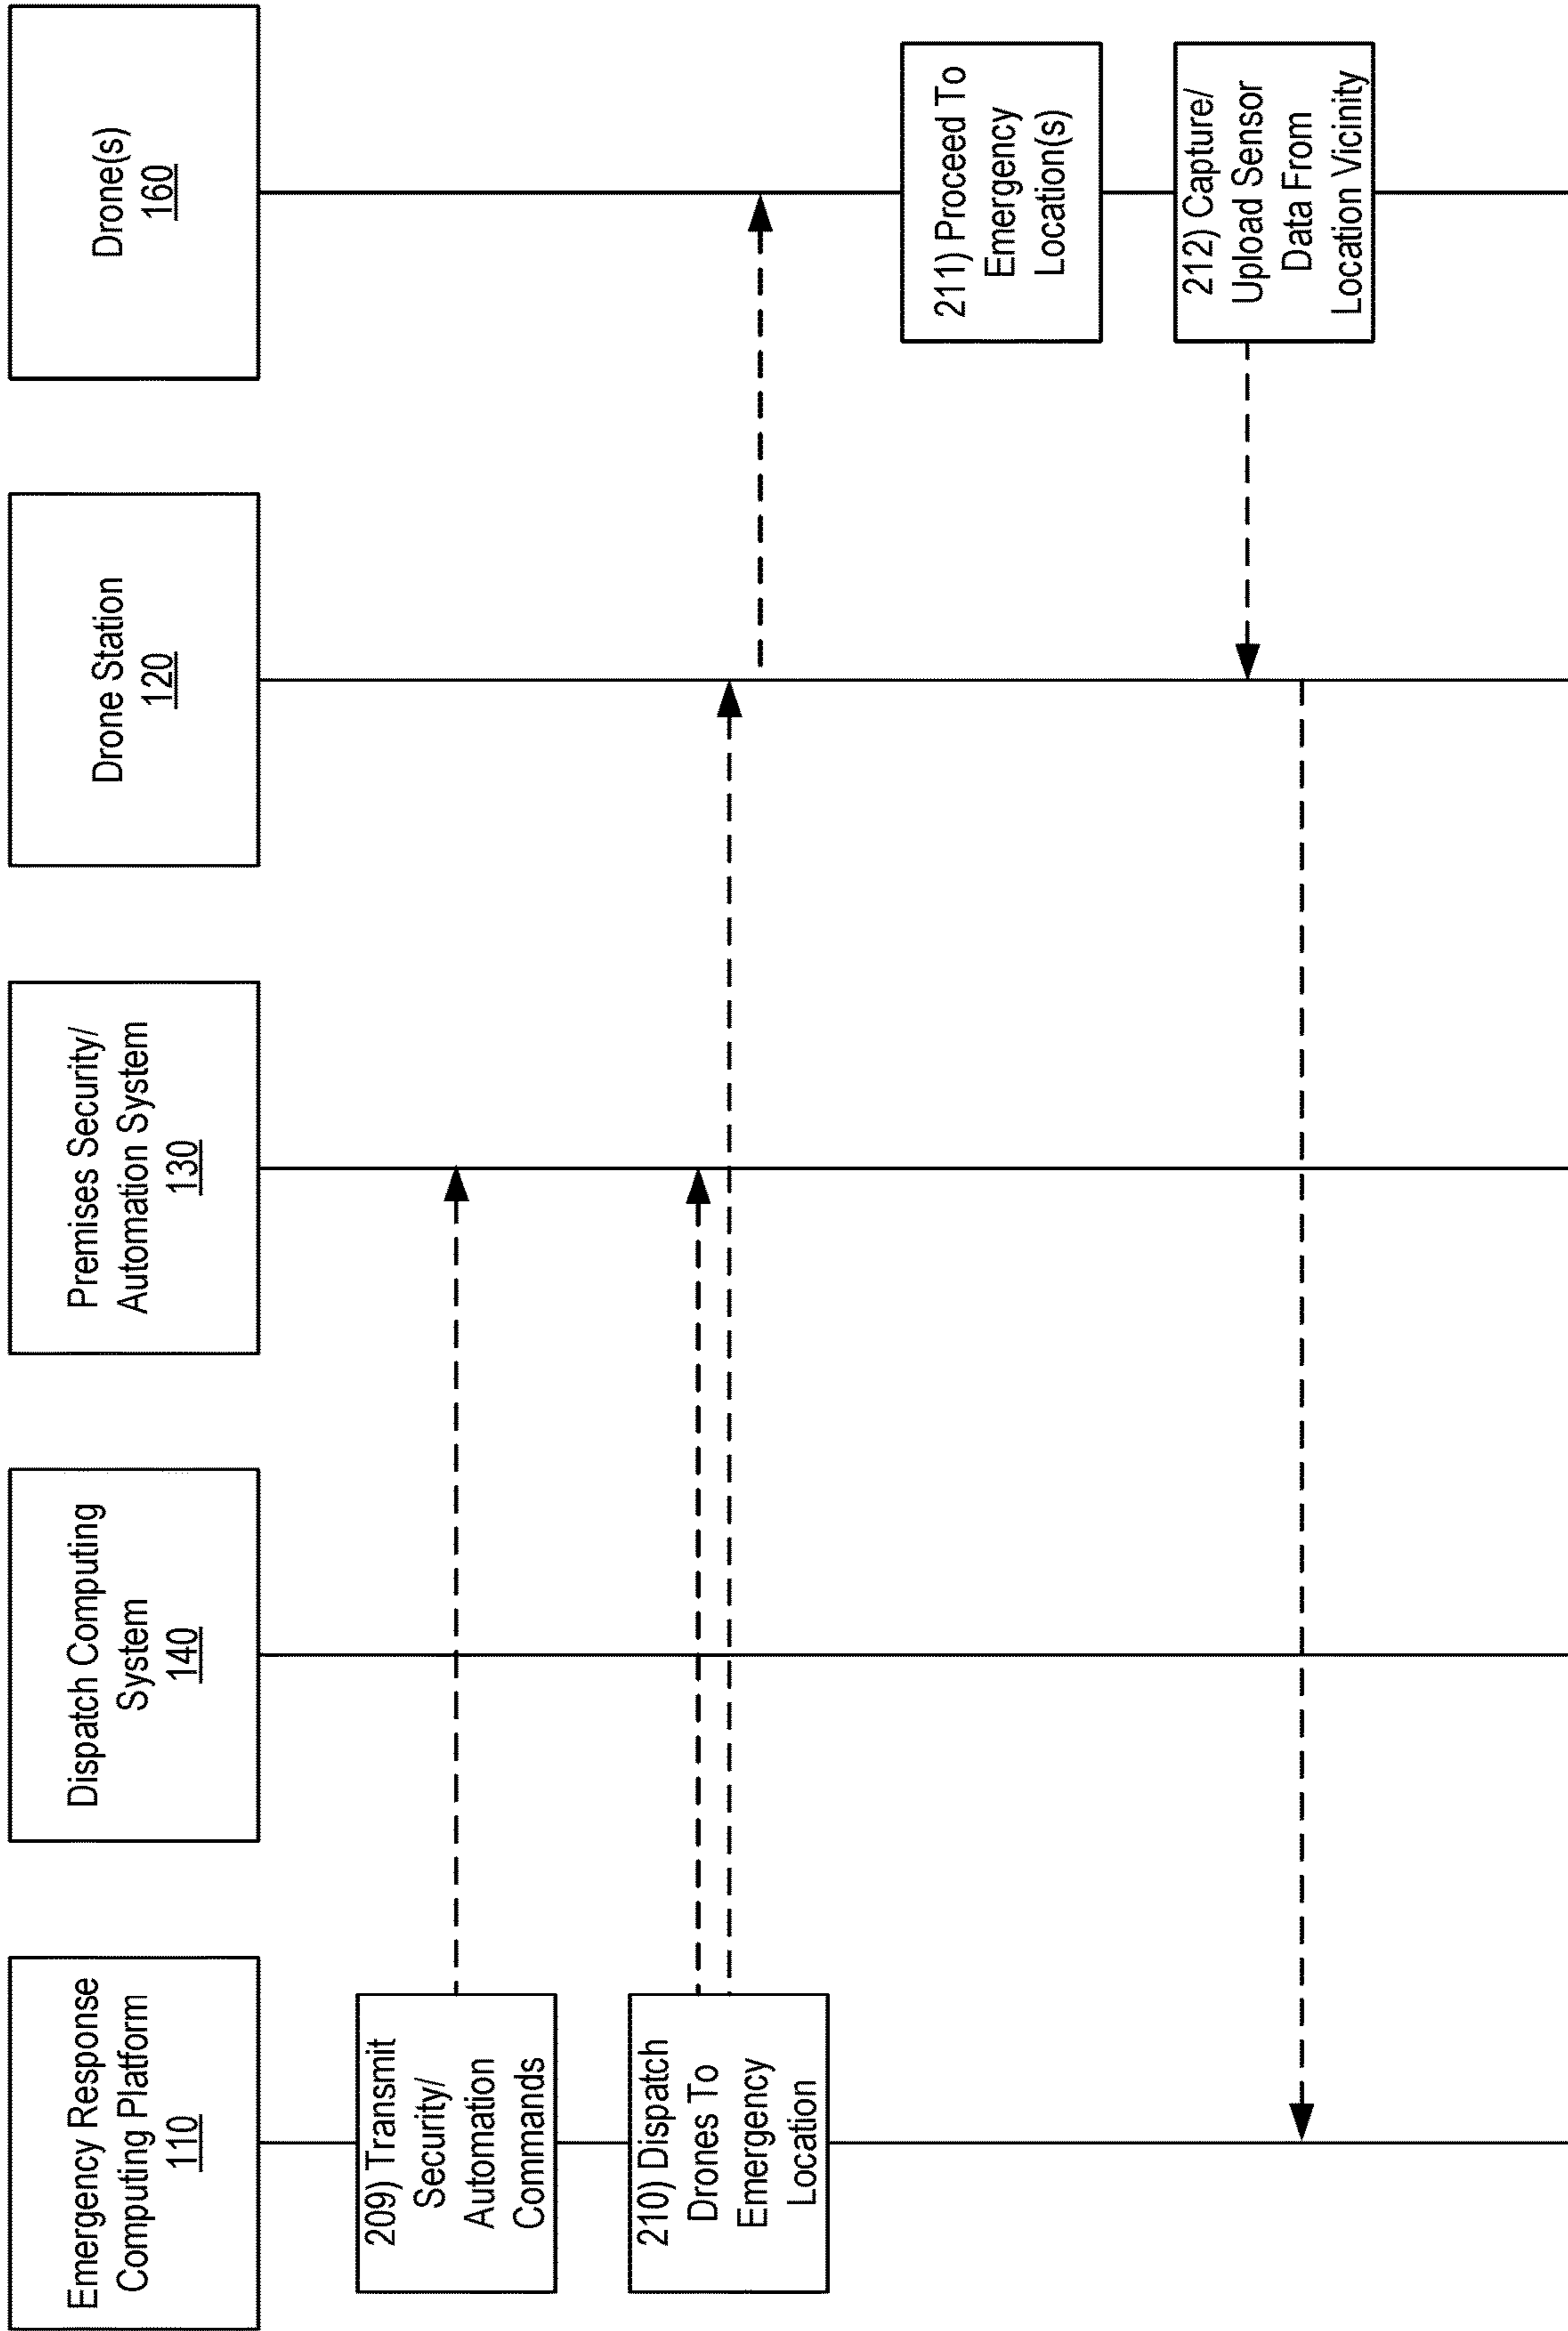 Emergency Response
Computing Platform
110
Dispatch Computing
System
140
Premises Security/
Automation System
130
Drone Station
120
Drone(s)
160
209) Transmit
Security/
Automation
Commands
210) Dispatch
Drones To
Emergency
Location
211) Proceed To
Emergency
Location(s)
212) Capture/
Upload Sensor
Data From
Location Vicinity